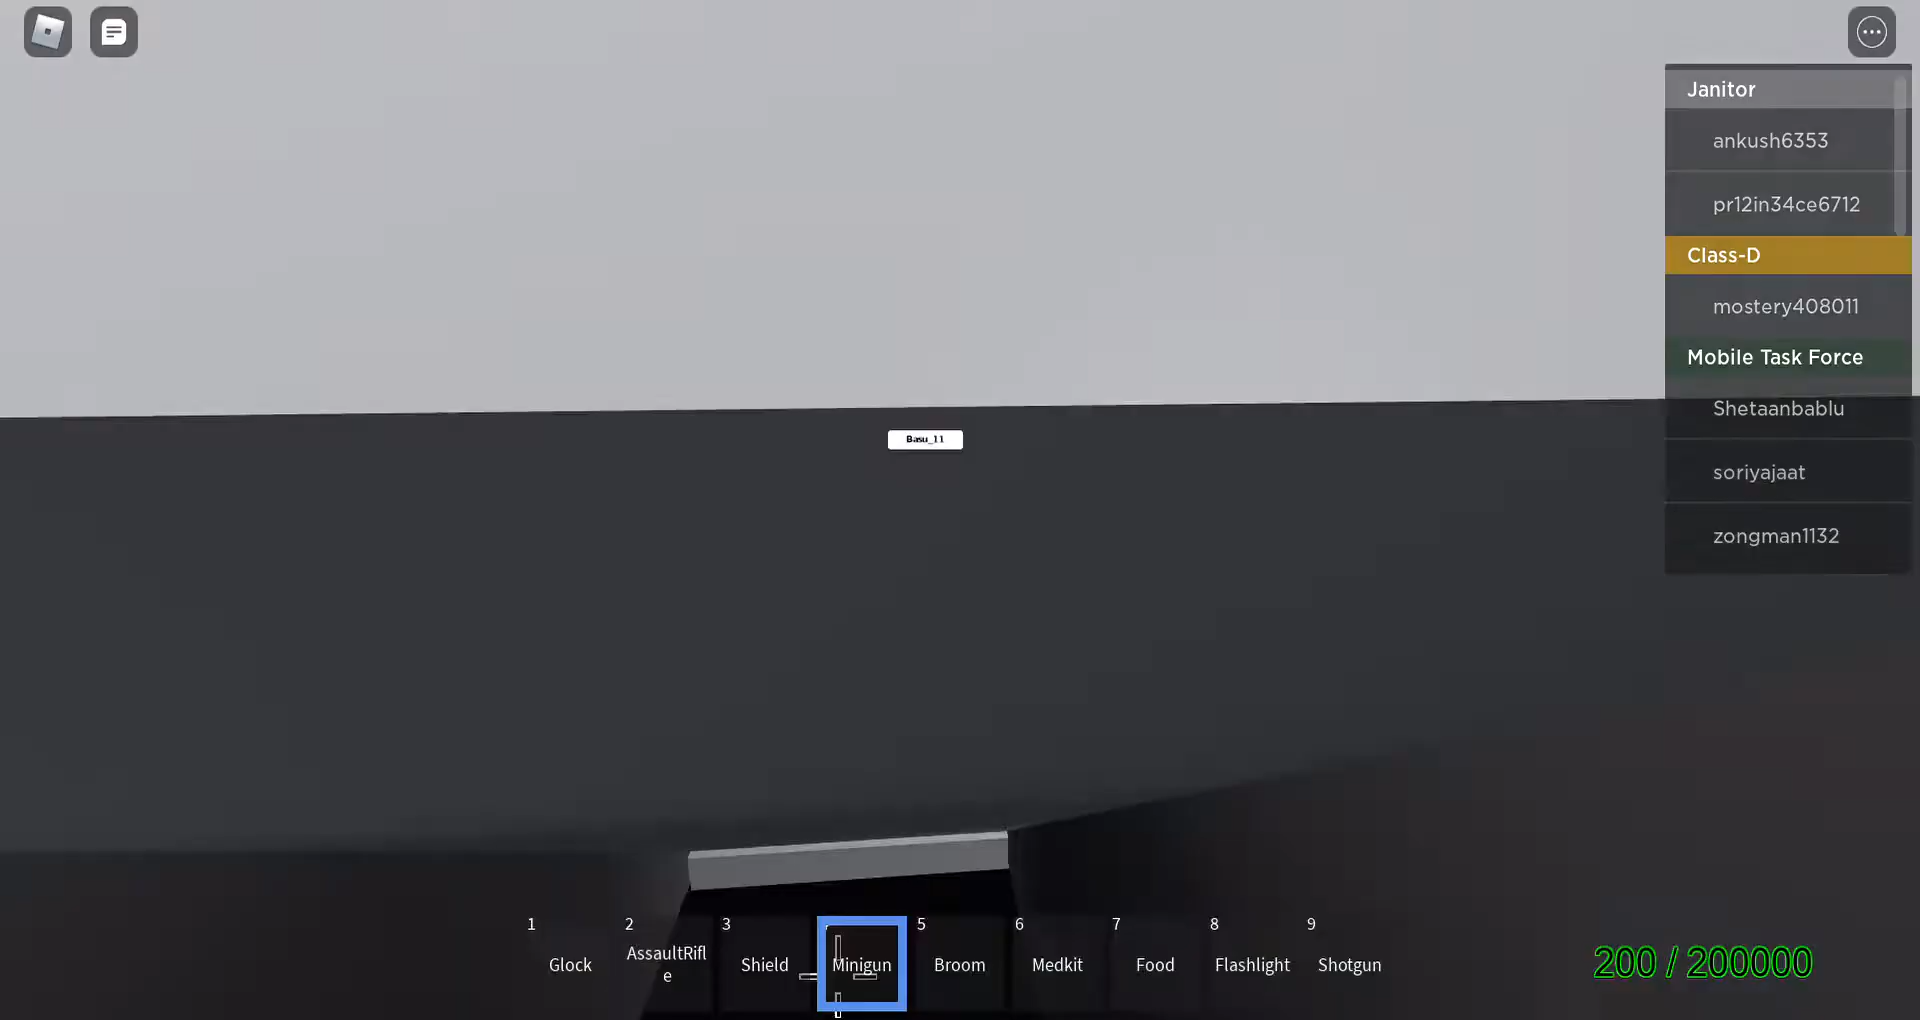 Janitor
ankush6353
pr12in34ce6712
Class-D
mostery408011
Mobile Task Force
Shetaanbablu
soriyajaat
zongman1132
Basu_11
1 2 3 5 6 7 8 9
Glock AssaultRifl
e Shield Minigun Broom Medkit Food Flashlight Shotgun
200 / 200000